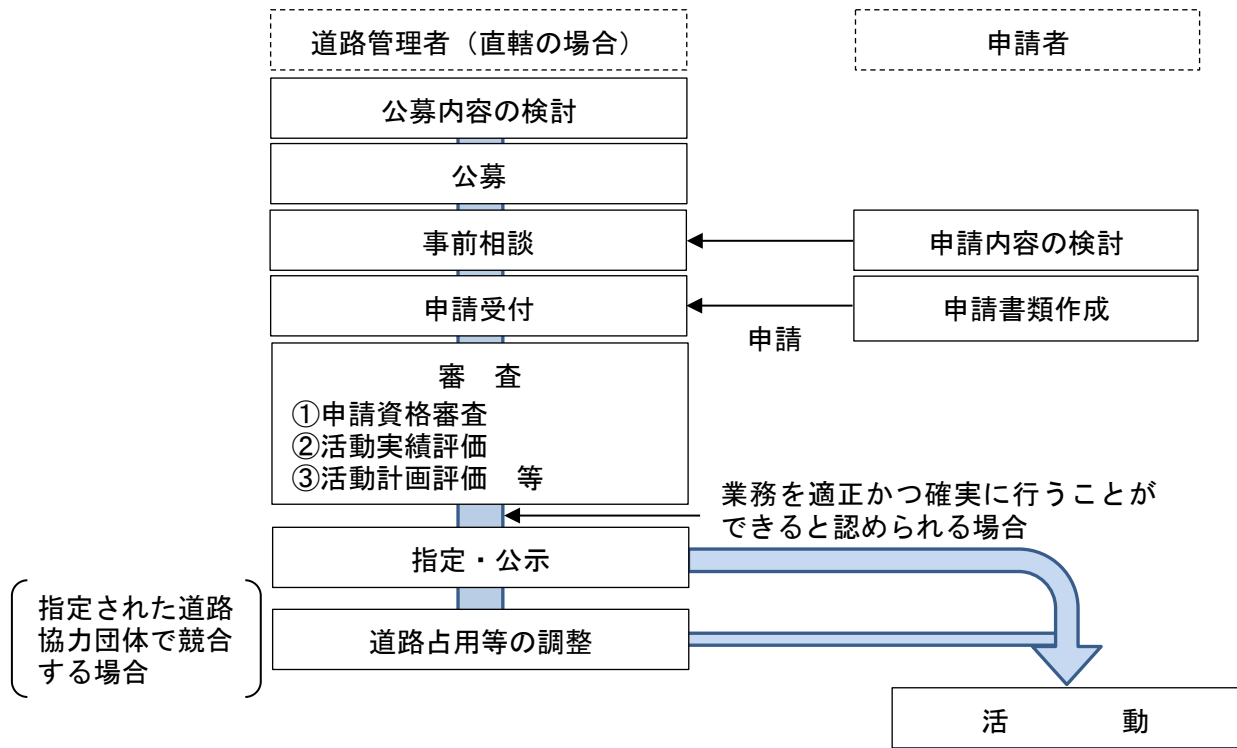 道路管理者（直轄の場合）
申請者
公募内容の検討
公募
事前相談
申請内容の検討
申請受付
申請書類作成
申請
審　査
①申請資格審査
②活動実績評価
③活動計画評価　等
業務を適正かつ確実に行うことが
できると認められる場合
指定・公示
指定された道路
協力団体で競合
する場合
道路占用等の調整
活　　　動